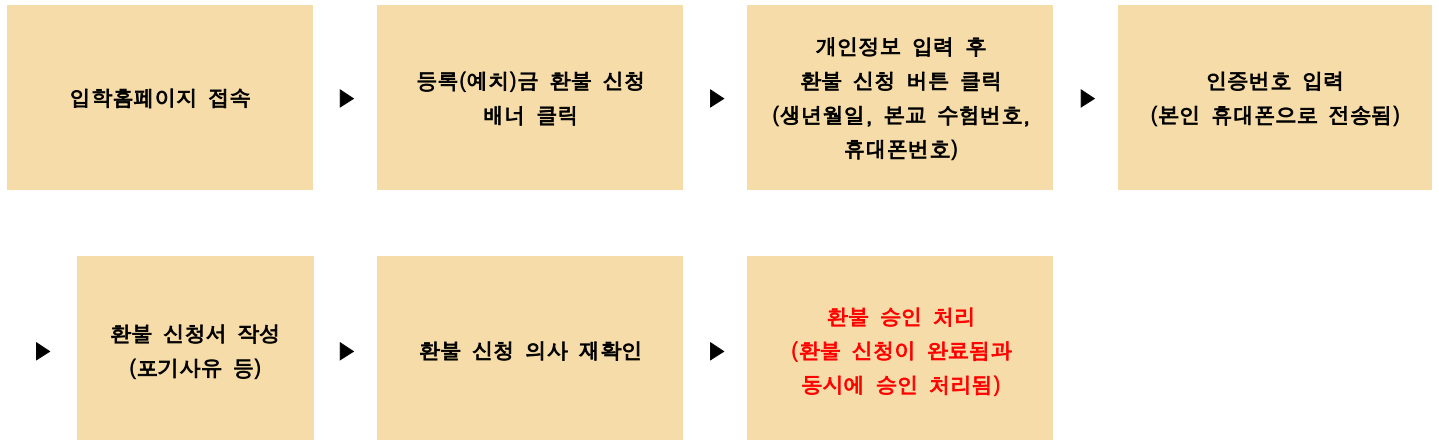 입학홈페이지 접속
등록(예치)금 환불 신청
배너 클릭
개인정보 입력 후
환불 신청 버튼 클릭
(생년월일, 본교 수험번호,
휴대폰번호)
인증번호 입력
(본인 휴대폰으로 전송됨)
환불 신청서 작성
(포기사유 등)
환불 신청 의사 재확인
환불 승인 처리
(환불 신청이 완료됨과
동시에 승인 처리됨)